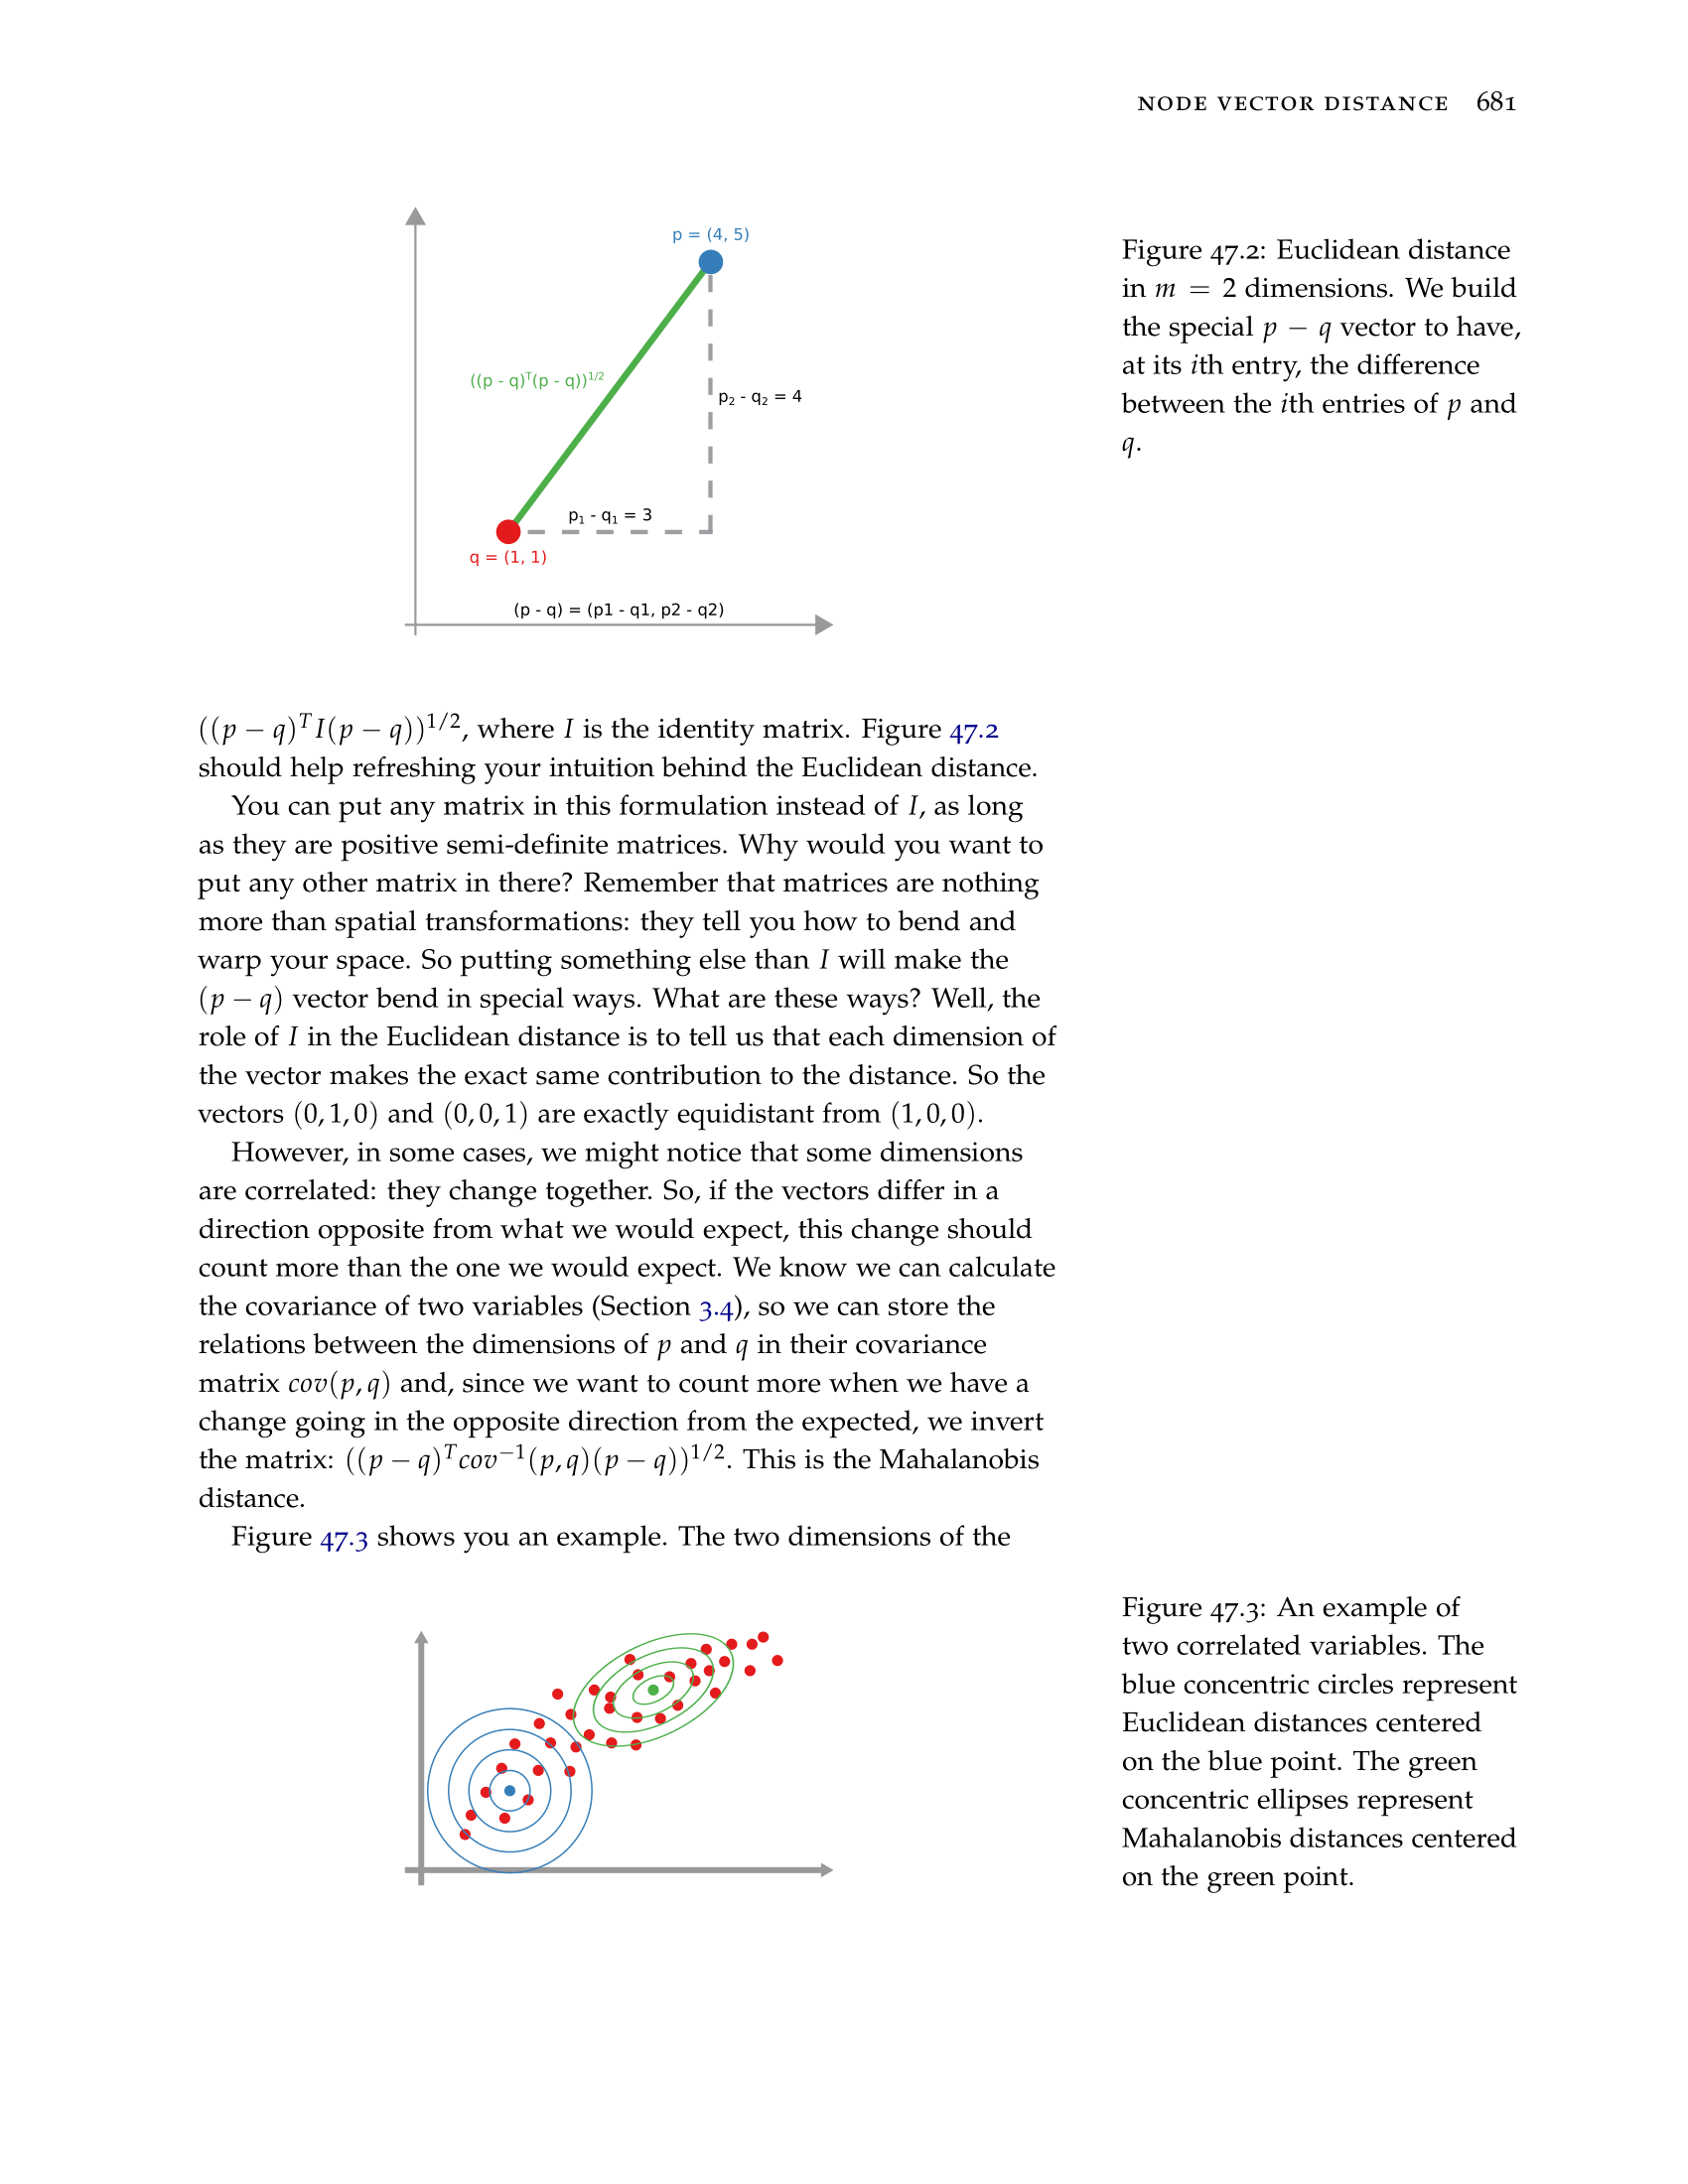 NODE VECTOR DISTANCE 681
p = (4, 5)
((p - q)ᵀ(p - q))¹/²
p₂ - q₂ = 4
p₁ - q₁ = 3
q = (1, 1)
(p - q) = (p1 - q1, p2 - q2)
Figure 47.2: Euclidean distance
in m = 2 dimensions. We build
the special p − q vector to have,
at its ith entry, the difference
between the ith entries of p and
q.
((p − q)ᵀI(p − q))¹/², where I is the identity matrix. Figure 47.2
should help refreshing your intuition behind the Euclidean distance.
You can put any matrix in this formulation instead of I, as long
as they are positive semi-definite matrices. Why would you want to
put any other matrix in there? Remember that matrices are nothing
more than spatial transformations: they tell you how to bend and
warp your space. So putting something else than I will make the
(p − q) vector bend in special ways. What are these ways? Well, the
role of I in the Euclidean distance is to tell us that each dimension of
the vector makes the exact same contribution to the distance. So the
vectors (0, 1, 0) and (0, 0, 1) are exactly equidistant from (1, 0, 0).
However, in some cases, we might notice that some dimensions
are correlated: they change together. So, if the vectors differ in a
direction opposite from what we would expect, this change should
count more than the one we would expect. We know we can calculate
the covariance of two variables (Section 3.4), so we can store the
relations between the dimensions of p and q in their covariance
matrix cov(p, q) and, since we want to count more when we have a
change going in the opposite direction from the expected, we invert
the matrix: ((p − q)ᵀcov⁻¹(p, q)(p − q))¹/². This is the Mahalanobis
distance.
Figure 47.3 shows you an example. The two dimensions of the
Figure 47.3: An example of
two correlated variables. The
blue concentric circles represent
Euclidean distances centered
on the blue point. The green
concentric ellipses represent
Mahalanobis distances centered
on the green point.